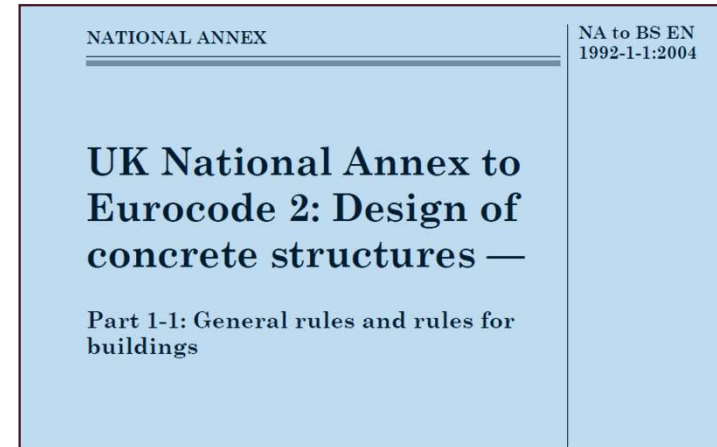 NATIONAL ANNEX
NA to BS EN
1992-1-1:2004
UK National Annex to
Eurocode 2: Design of
concrete structures —
Part 1-1: General rules and rules for
buildings